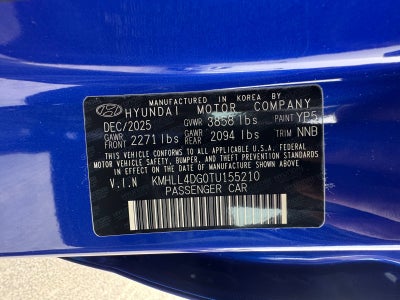 MANUFACTURED IN KOREA BY
HYUNDAI MOTOR COMPANY
DEC/2025 GVWR 3858 lbs PAINT YP5
GAWR FRT 2271 lbs GAWR RR 2094 lbs TRIM NNB
THIS VEHICLE CONFORMS TO ALL APPLICABLE U.S. FEDERAL
MOTOR VEHICLE SAFETY, BUMPER, AND THEFT PREVENTION STANDARDS
IN EFFECT ON THE DATE OF MANUFACTURE SHOWN ABOVE.
V.I.N KMHLL4DG0TU155210
PASSENGER CAR